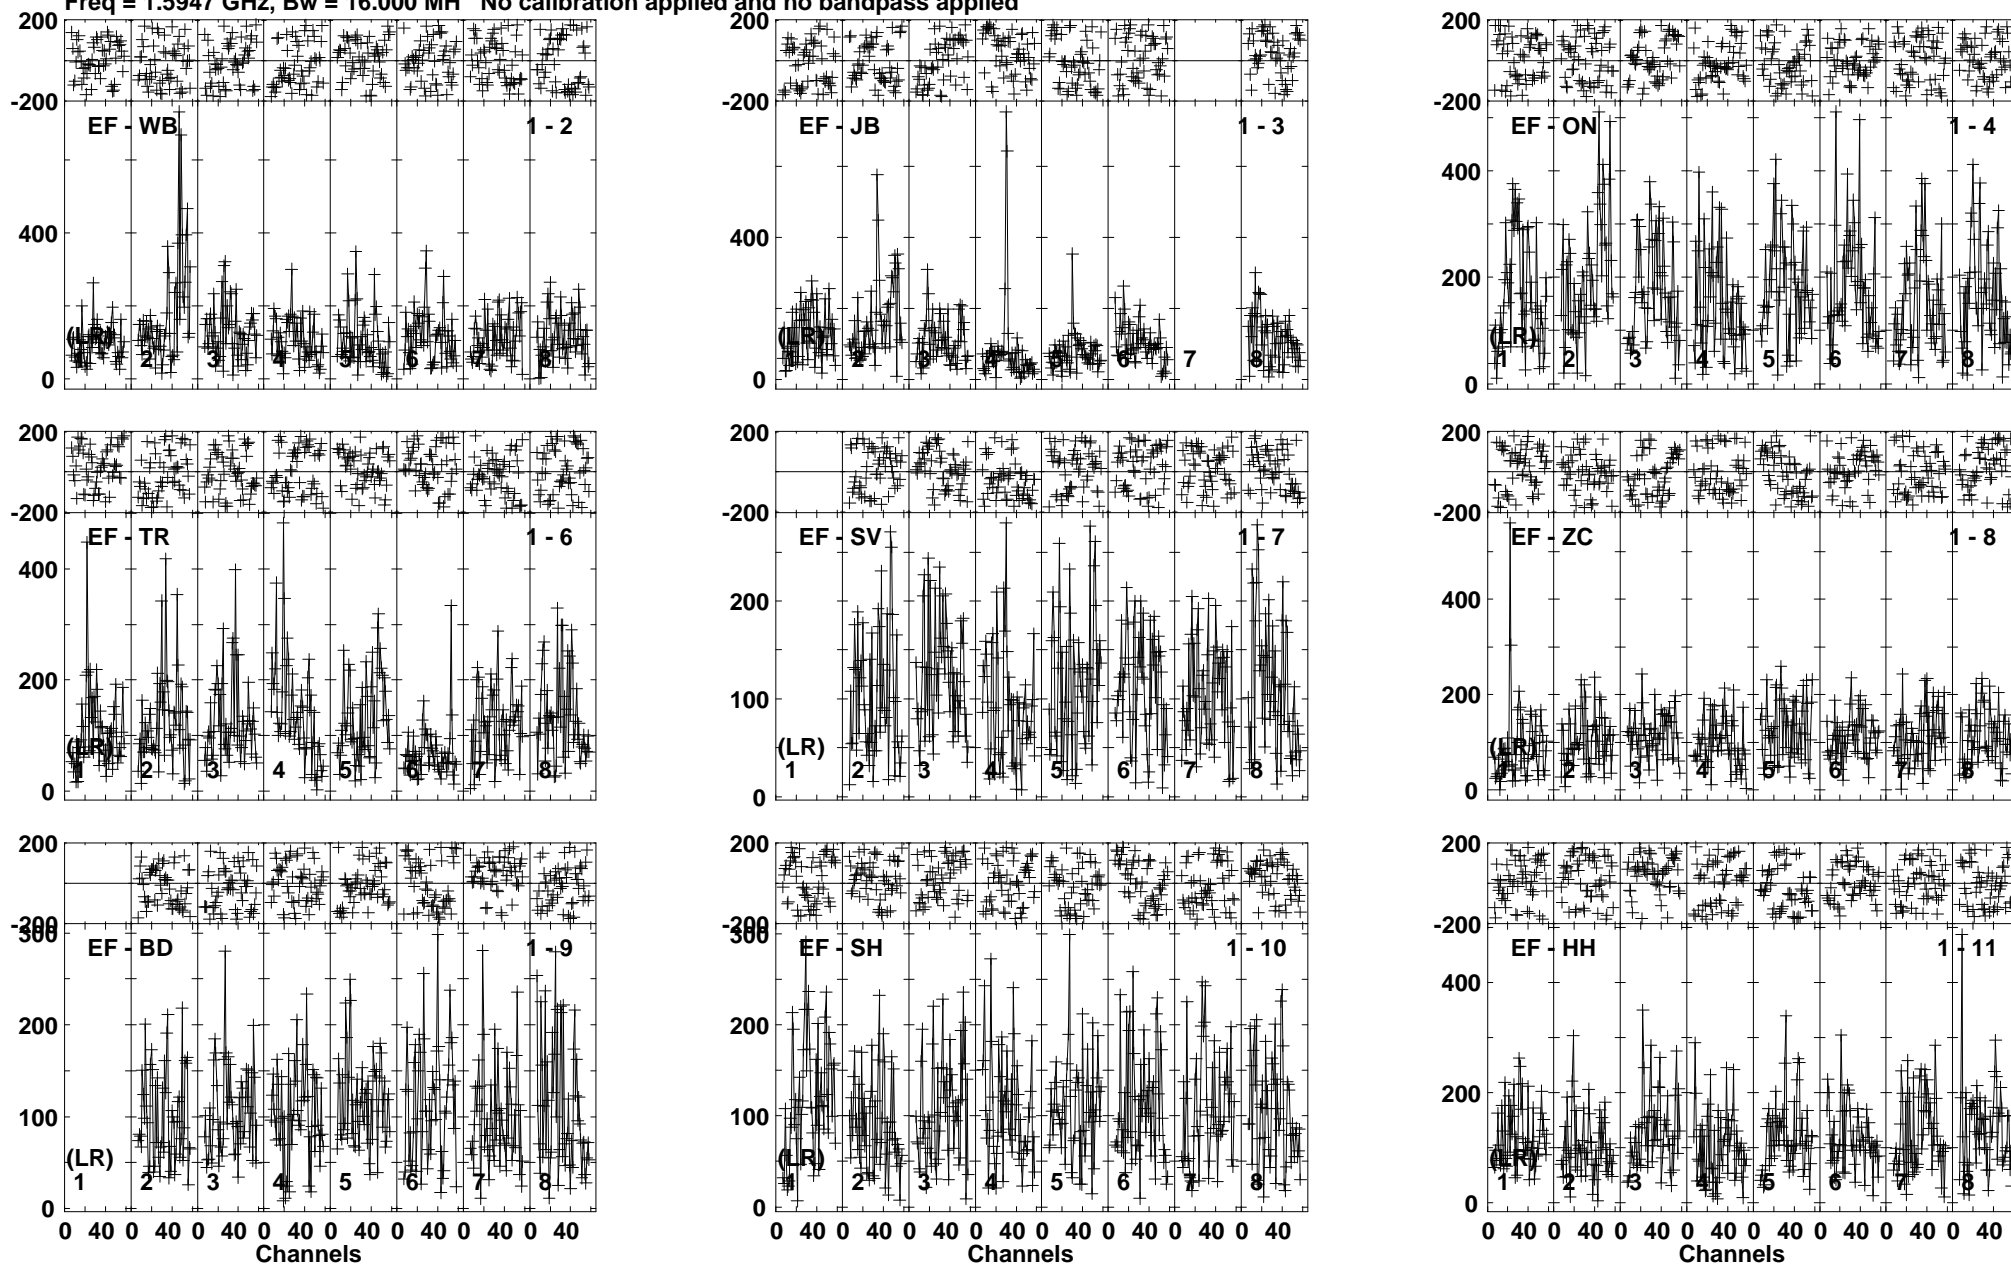 Freq = 1.5947 GHz, Bw = 16.000 MH No calibration applied and no bandpass applied
200 200 200
-200 -200 -200
EF - WB 1 - 2 EF - JB 1 - 3 EF - ON 1 - 4
400 400 400
200
(LR) (LR) (LR)
1 2 3 4 5 6 7 8 1 2 3 4 5 6 7 8 1 2 3 4 5 6 7 8
0 0 0
200 200 200
-200 -200 -200
EF - TR 1 - 6 EF - SV 1 - 7 EF - ZC 1 - 8
400 200 400
200 100 200
(LR) (LR) (LR)
1 2 3 4 5 6 7 8 1 2 3 4 5 6 7 8 1 2 3 4 5 6 7 8
0 0 0
200 200 200
-200 -200 -200
300 300
EF - BD 1 - 9 EF - SH 1 - 10 EF - HH 1 - 11
200 200 400
100 100 200
(LR) (LR) (LR)
1 2 3 4 5 6 7 8 1 2 3 4 5 6 7 8 1 2 3 4 5 6 7 8
0 0 0
0 40 0 40 0 40 0 40 0 40 0 40 0 40 0 40 0 40 0 40 0 40 0 40 0 40 0 40 0 40 0 40 0 40 0 40 0 40 0 40 0 40 0 40 0 40 0 40
Channels Channels Channels